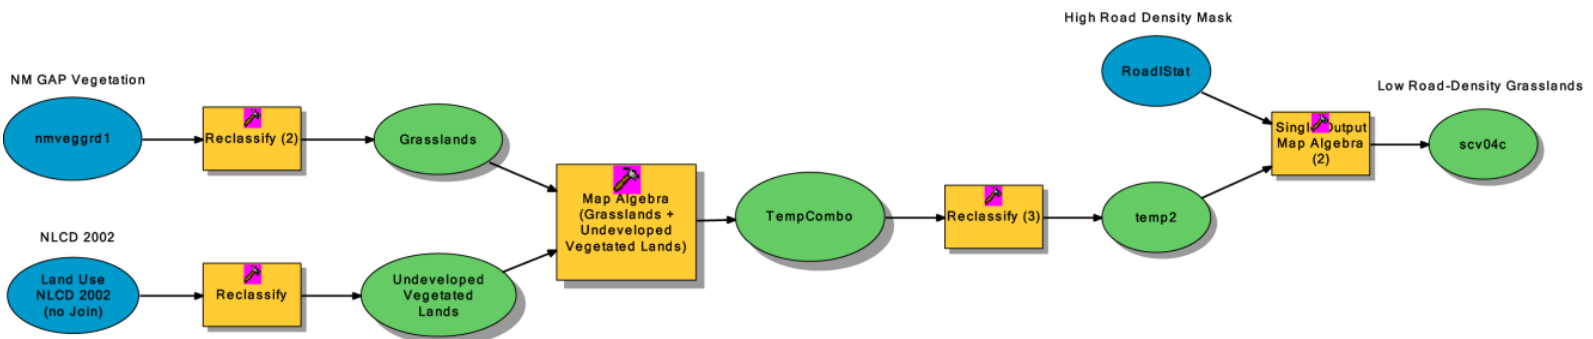 High Road Density Mask
RoadIStat
Low Road-Density Grasslands
NM GAP Vegetation
nmveggrd1
Reclassify (2)
Grasslands
Single Output
Map Algebra
(2)
scv04c
Map Algebra
(Grasslands +
Undeveloped
Vegetated Lands)
TempCombo
Reclassify (3)
temp2
NLCD 2002
Land Use
NLCD 2002
(no Join)
Reclassify
Undeveloped
Vegetated
Lands